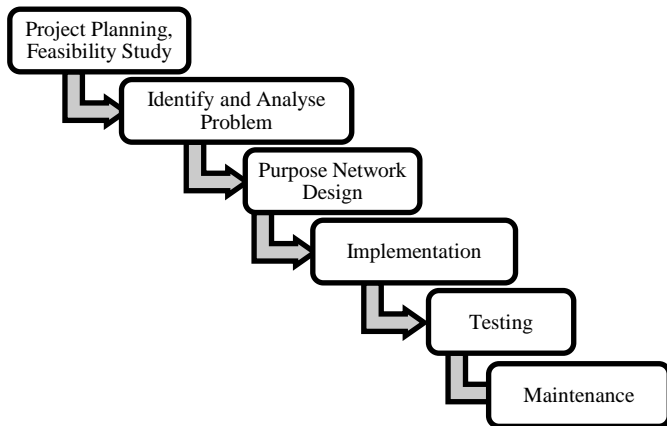 Project Planning,
Feasibility Study
Identify and Analyse
Problem
Purpose Network
Design
Implementation
Testing
Maintenance